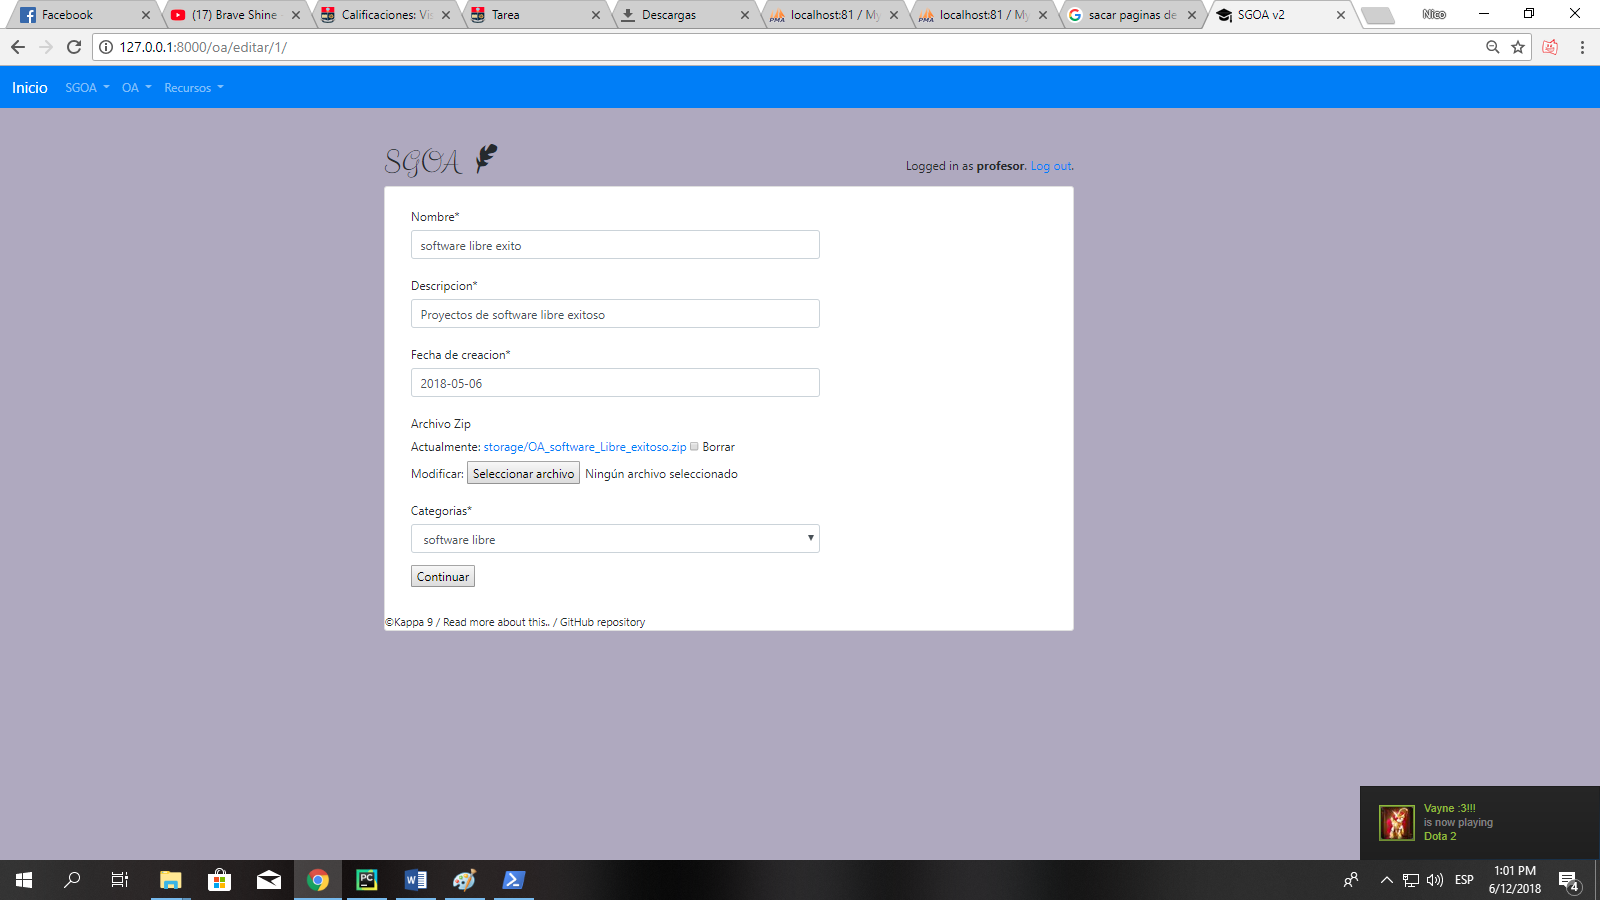 Facebook
(17) Brave Shine
Calificaciones: Vis
Tarea
Descargas
localhost:81 / My
localhost:81 / My
sacar paginas de
SGOA v2
Nico
127.0.0.1:8000/oa/editar/1/
Inicio SGOA OA Recursos
SGOA
Logged in as profesor. Log out.
Nombre*
software libre exito
Descripcion*
Proyectos de software libre exitoso
Fecha de creacion*
2018-05-06
Archivo Zip
Actualmente: storage/OA_software_Libre_exitoso.zip Borrar
Modificar: Seleccionar archivo Ningún archivo seleccionado
Categorias*
software libre
Continuar
©Kappa 9 / Read more about this.. / GitHub repository
Vayne :3!!!
is now playing
Dota 2
ESP
1:01 PM
6/12/2018
4